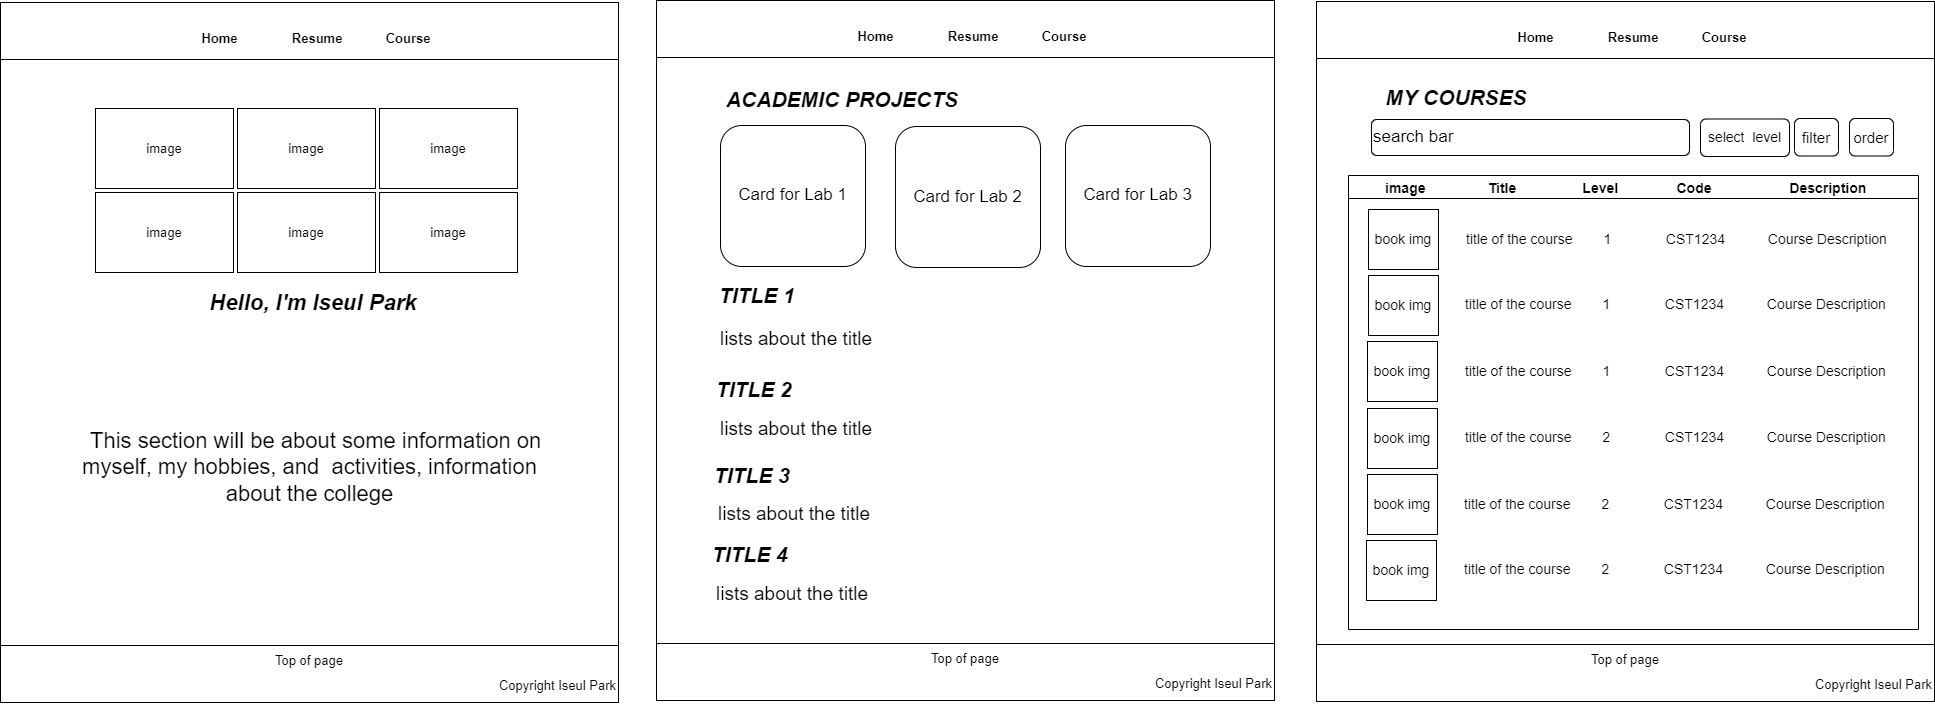 Home Resume Course
image image image
image image image
Hello, I'm Iseul Park
This section will be about some information on
myself, my hobbies, and  activities, information
about the college
Top of page
Copyright Iseul Park
Home Resume Course
ACADEMIC PROJECTS
Card for Lab 1 Card for Lab 2 Card for Lab 3
TITLE 1
lists about the title
TITLE 2
lists about the title
TITLE 3
lists about the title
TITLE 4
lists about the title
Top of page
Copyright Iseul Park
Home Resume Course
MY COURSES
search bar select  level filter order
image Title Level Code Description
book img title of the course 1 CST1234 Course Description
book img title of the course 1 CST1234 Course Description
book img title of the course 1 CST1234 Course Description
book img title of the course 2 CST1234 Course Description
book img title of the course 2 CST1234 Course Description
book img title of the course 2 CST1234 Course Description
Top of page
Copyright Iseul Park